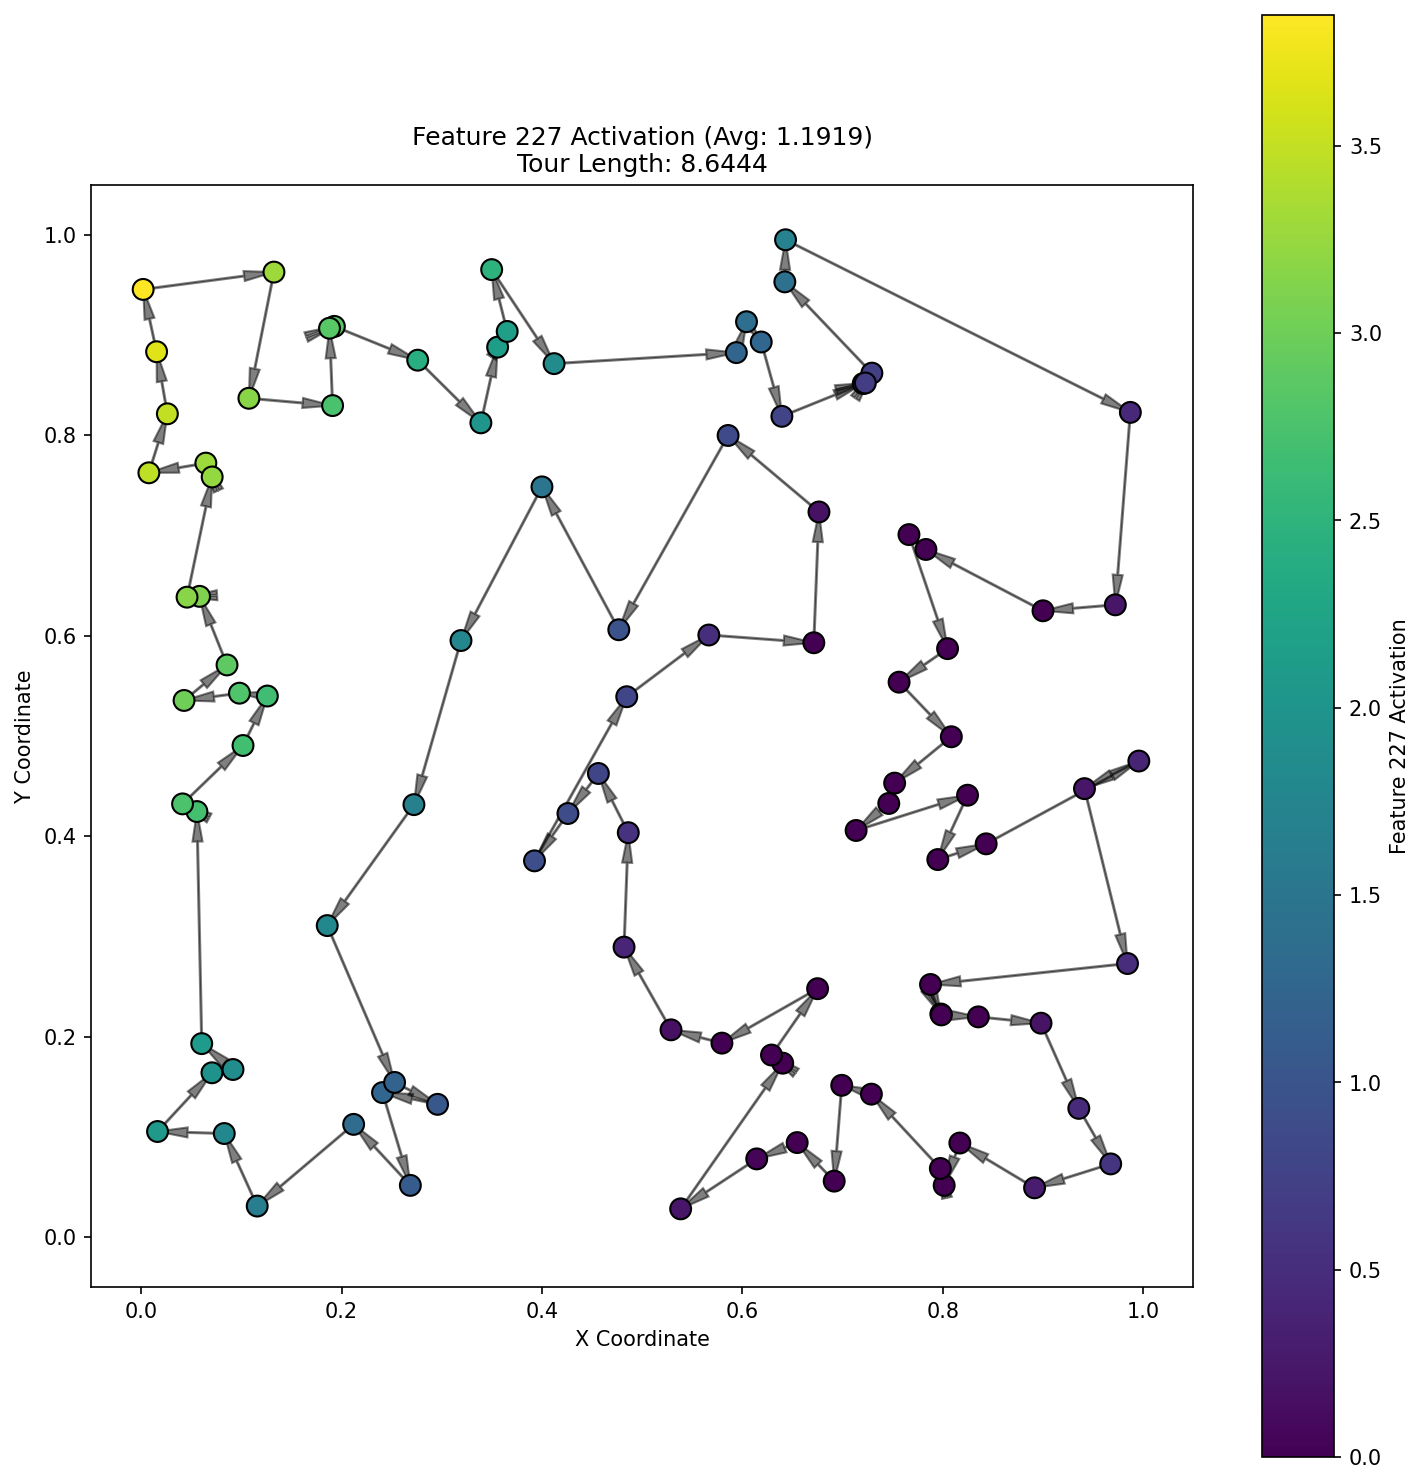 Feature 227 Activation (Avg: 1.1919)
Tour Length: 8.6444
1.0
0.8
0.6
0.4
0.2
0.0
Y Coordinate
0.0 0.2 0.4 0.6 0.8 1.0
X Coordinate
3.5
3.0
2.5
2.0
1.5
1.0
0.5
0.0
Feature 227 Activation